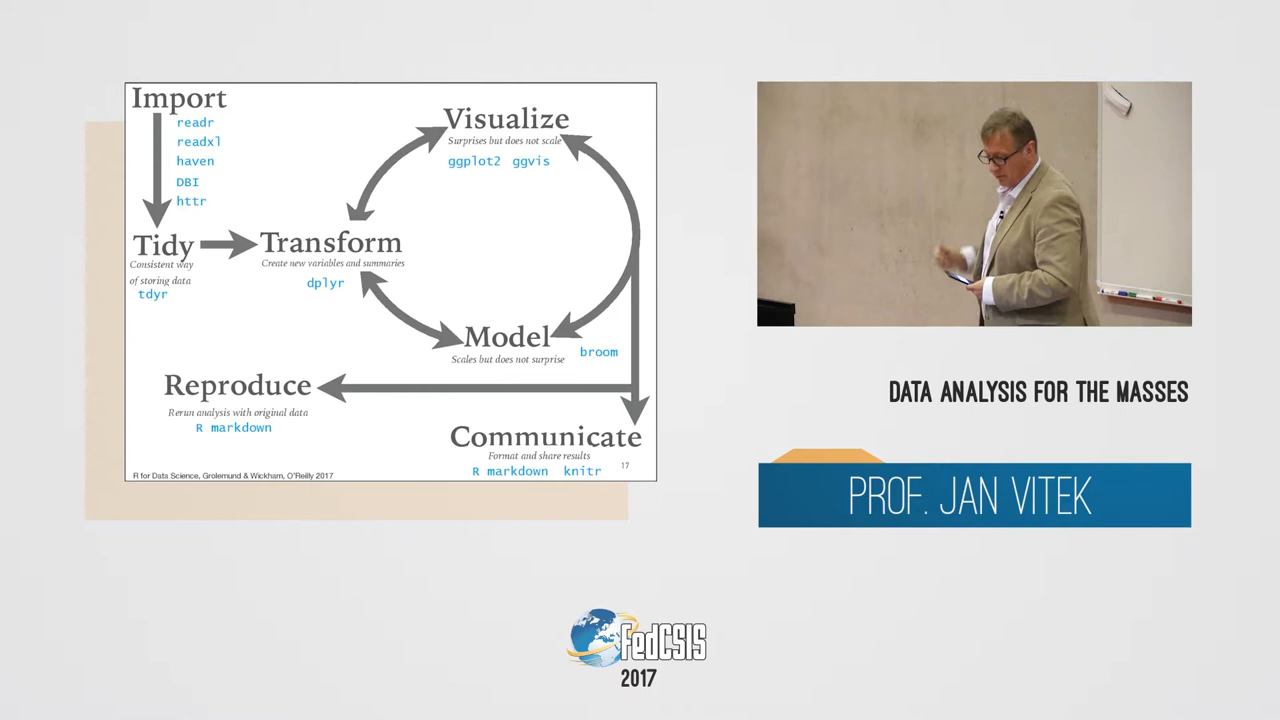 Import
readr
readxl
haven
DBI
httr
Visualize
Surprises but does not scale
ggplot2 ggvis
Tidy
Consistent way
of storing data
tdyr
Transform
Create new variables and summaries
dplyr
Model
Scales but does not surprise
broom
Reproduce
Rerun analysis with original data
R markdown
Communicate
Format and share results
R markdown knitr
17
R for Data Science, Grolemund & Wickham, O'Reilly 2017
DATA ANALYSIS FOR THE MASSES
PROF. JAN VITEK
FedCSIS
2017